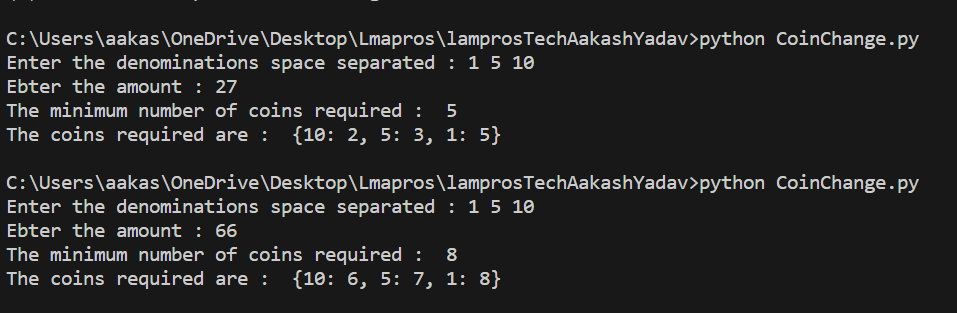 C:\Users\aakas\OneDrive\Desktop\Lmapros\lamprosTechAakashYadav>python CoinChange.py
Enter the denominations space separated : 1 5 10
Ebter the amount : 27
The minimum number of coins required :  5
The coins required are :  {10: 2, 5: 3, 1: 5}
C:\Users\aakas\OneDrive\Desktop\Lmapros\lamprosTechAakashYadav>python CoinChange.py
Enter the denominations space separated : 1 5 10
Ebter the amount : 66
The minimum number of coins required :  8
The coins required are :  {10: 6, 5: 7, 1: 8}